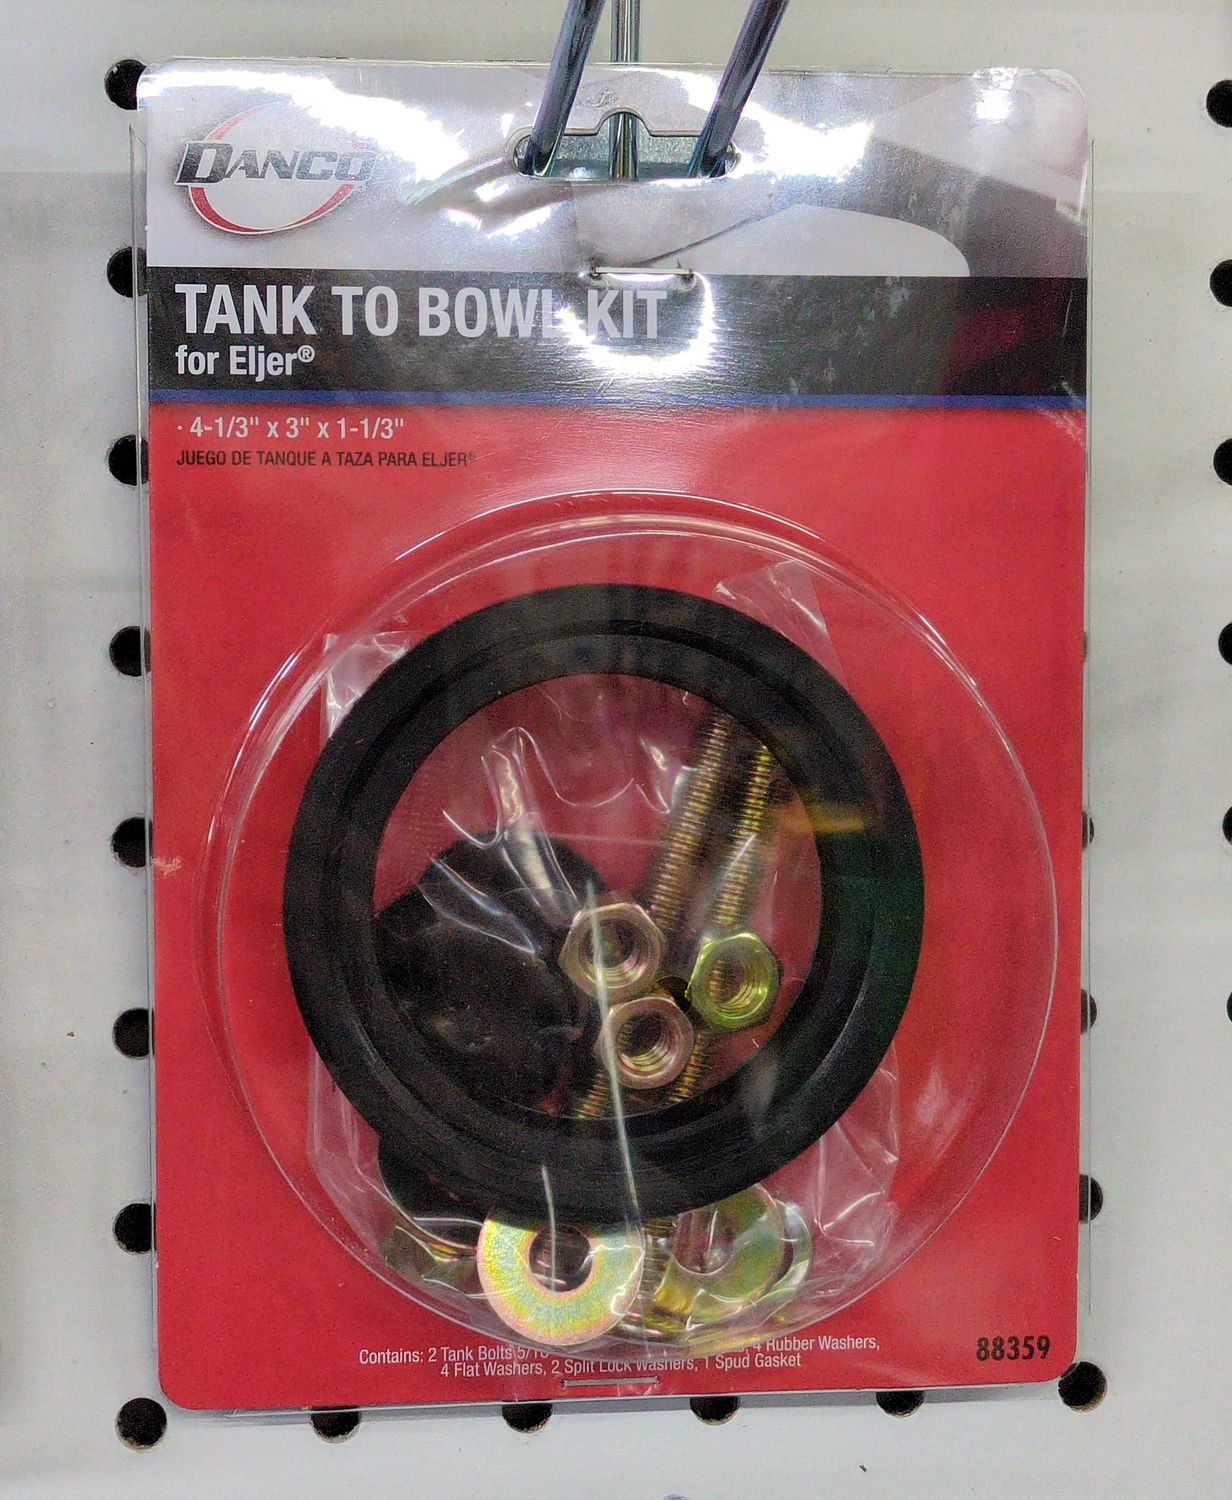 DANCO
TANK TO BOWL KIT
for Eljer®
· 4-1/3" x 3" x 1-1/3"
JUEGO DE TANQUE A TAZA PARA ELJER®
Contains: 2 Tank Bolts 4 Rubber Washers,
4 Flat Washers, 2 Split Lock Washers, 1 Spud Gasket
88359